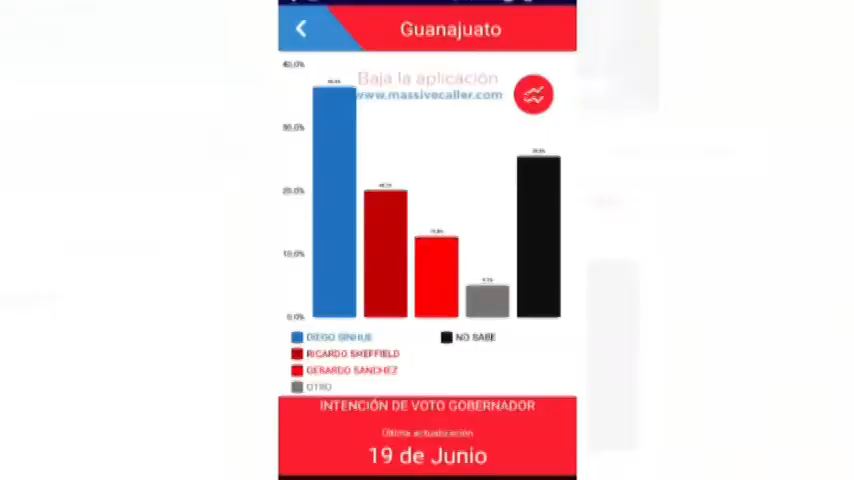 Guanajuato
40.0%
Baja la aplicación
www.massivecaller.com
30.0%
20.0%
10.0%
0.0%
DIEGO SINHUE
NO SABE
RICARDO SHEFFIELD
GERARDO SANCHEZ
OTRO
INTENCIÓN DE VOTO GOBERNADOR
Última actualización
19 de Junio